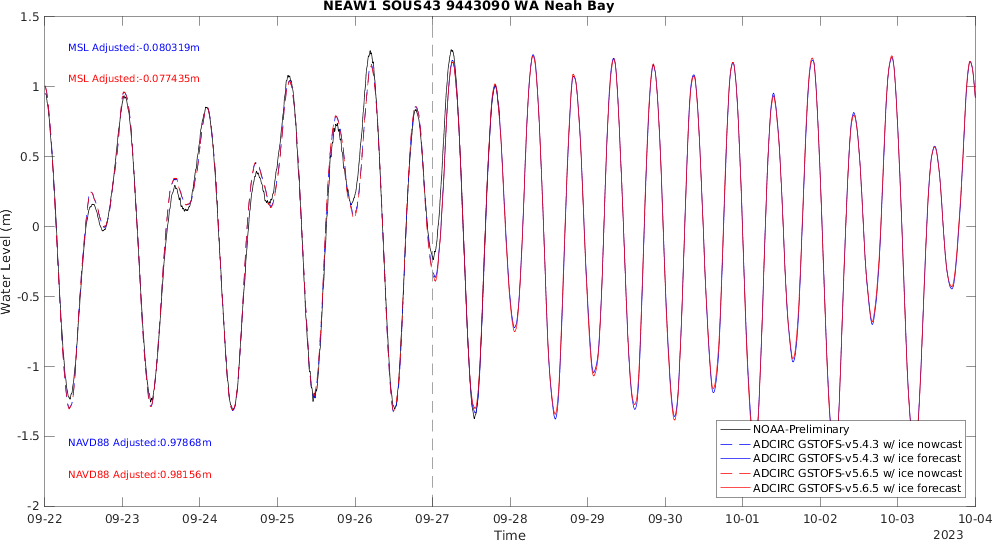 NEAW1 SOUS43 9443090 WA Neah Bay
MSL Adjusted:-0.080319m
MSL Adjusted:-0.077435m
NAVD88 Adjusted:0.97868m
NAVD88 Adjusted:0.98156m
Water Level (m)
1.5
1
0.5
0
-0.5
-1
-1.5
-2
NOAA-Preliminary
ADCIRC GSTOFS-v5.4.3 w/ ice nowcast
ADCIRC GSTOFS-v5.4.3 w/ ice forecast
ADCIRC GSTOFS-v5.6.5 w/ ice nowcast
ADCIRC GSTOFS-v5.6.5 w/ ice forecast
09-22 09-23 09-24 09-25 09-26 09-27 09-28 09-29 09-30 10-01 10-02 10-03 10-04
Time
2023